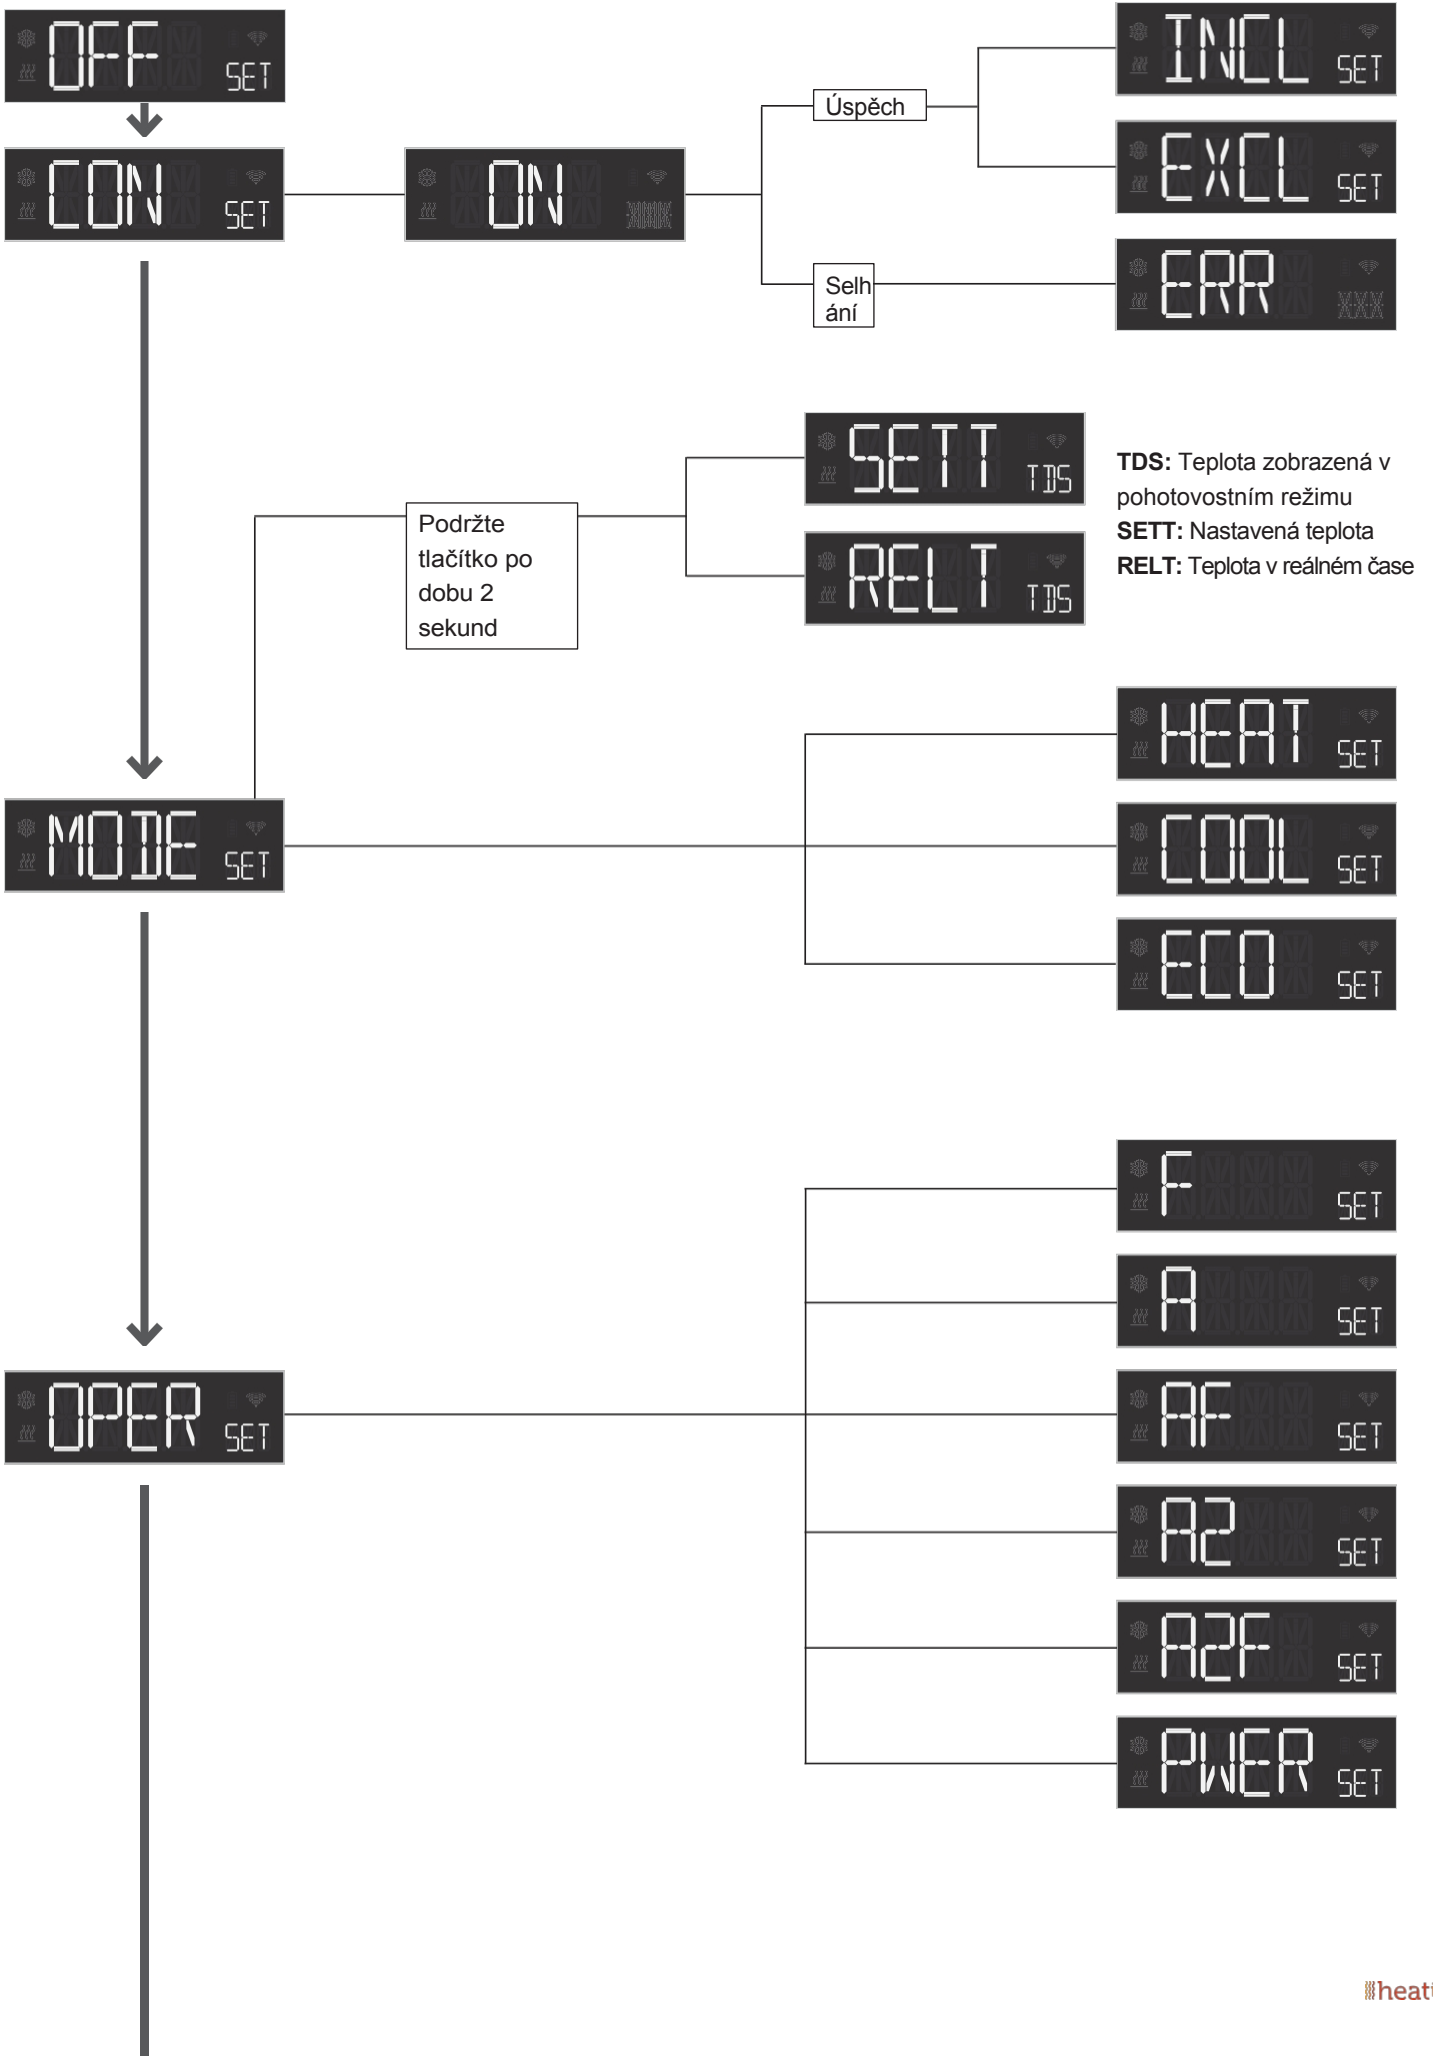 OFF
SET
CON
SET
ON
Úspěch
INCL
SET
EXCL
SET
Selh
ání
ERR
Podržte
tlačítko po
dobu 2
sekund
SETT
TDS
RELT
TDS
TDS: Teplota zobrazená v
pohotovostním režimu
SETT: Nastavená teplota
RELT: Teplota v reálném čase
MODE
SET
HEAT
SET
COOL
SET
ECO
SET
OPER
SET
F
SET
A
SET
AF
SET
A2
SET
A2F
SET
PWER
SET